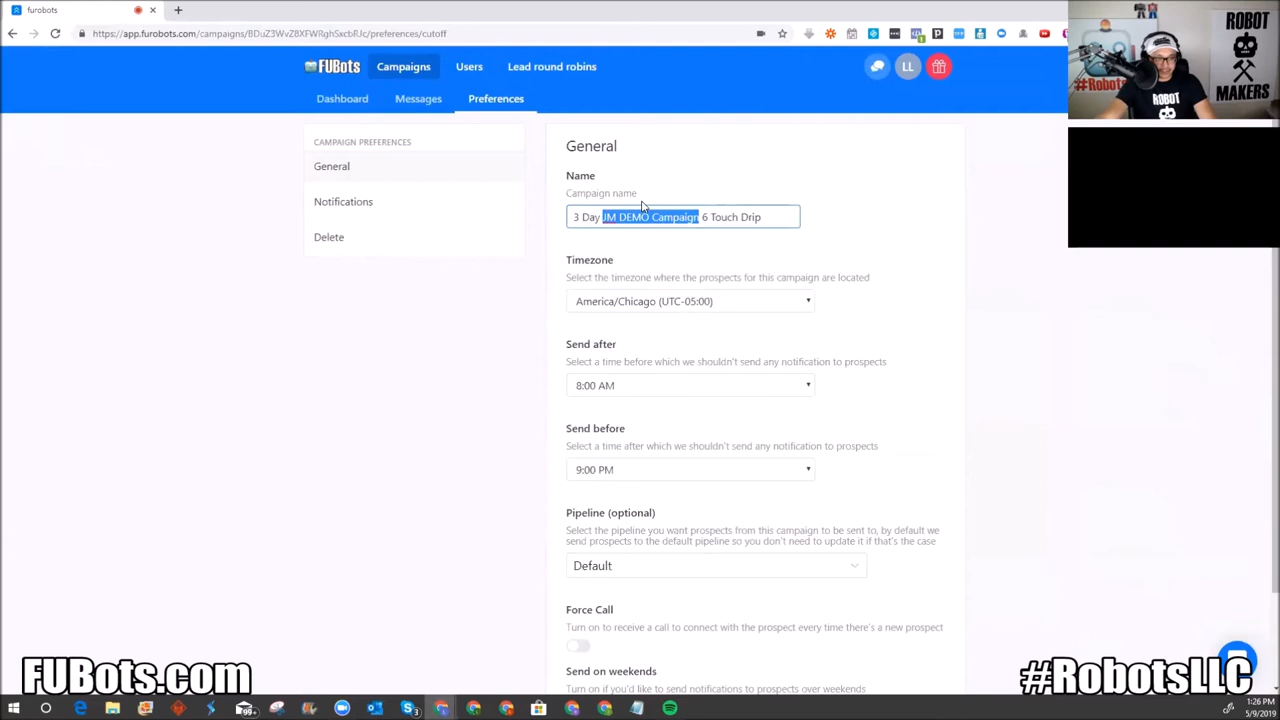 furobots
https://app.furobots.com/campaigns/BDuZ3WvZ8XFWRghSxcbRJc/preferences/cutoff
FUBots
Campaigns
Users
Lead round robins
LL
Dashboard
Messages
Preferences
CAMPAIGN PREFERENCES
General
Notifications
Delete
General
Name
Campaign name
3 Day JM DEMO Campaign 6 Touch Drip
Timezone
Select the timezone where the prospects for this campaign are located
America/Chicago (UTC-05:00)
Send after
Select a time before which we shouldn't send any notification to prospects
8:00 AM
Send before
Select a time after which we shouldn't send any notification to prospects
9:00 PM
Pipeline (optional)
Select the pipeline you want prospects from this campaign to be sent to, by default we
send prospects to the default pipeline so you don't need to update it if that's the case
Default
Force Call
Turn on to receive a call to connect with the prospect every time there's a new prospect
Send on weekends
Turn on if you'd like to send notifications to prospects over weekends
#Robots
ROBOT
ROBOT
MAKERS
FUBots.com
#RobotsLLC
99+
3
1:26 PM
5/9/2019